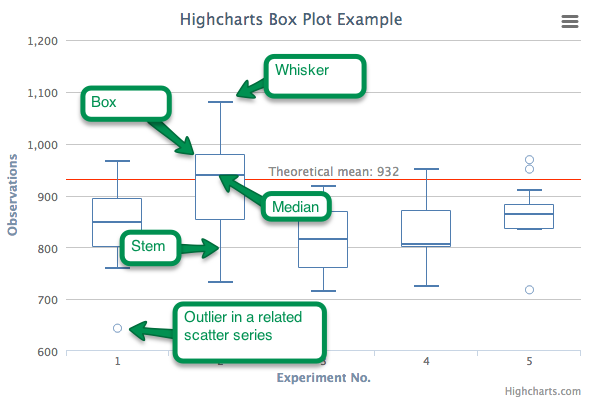 Highcharts Box Plot Example
1,200
1,100
1,000
900
800
700
600
Observations
Whisker
Box
Theoretical mean: 932
Median
Stem
Outlier in a related
scatter series
1
2
3
4
5
Experiment No.
Highcharts.com